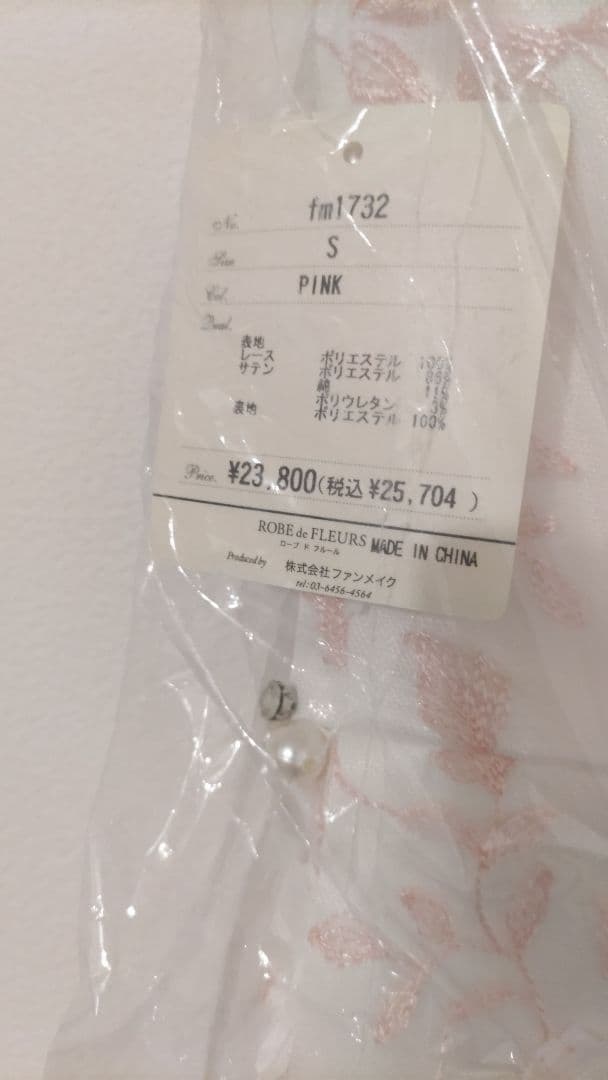 No. fm1732
Size S
Col. PINK
Qual.
表地
レース ポリエステル 100%
サテン ポリエステル
綿
ポリウレタン
裏地 ポリエステル 100%
Price. ¥23,800(税込 ¥25,704 )
ROBE de FLEURS MADE IN CHINA
ローブ ド フルール
Produced by 株式会社ファンメイク
tel:03-6456-4564